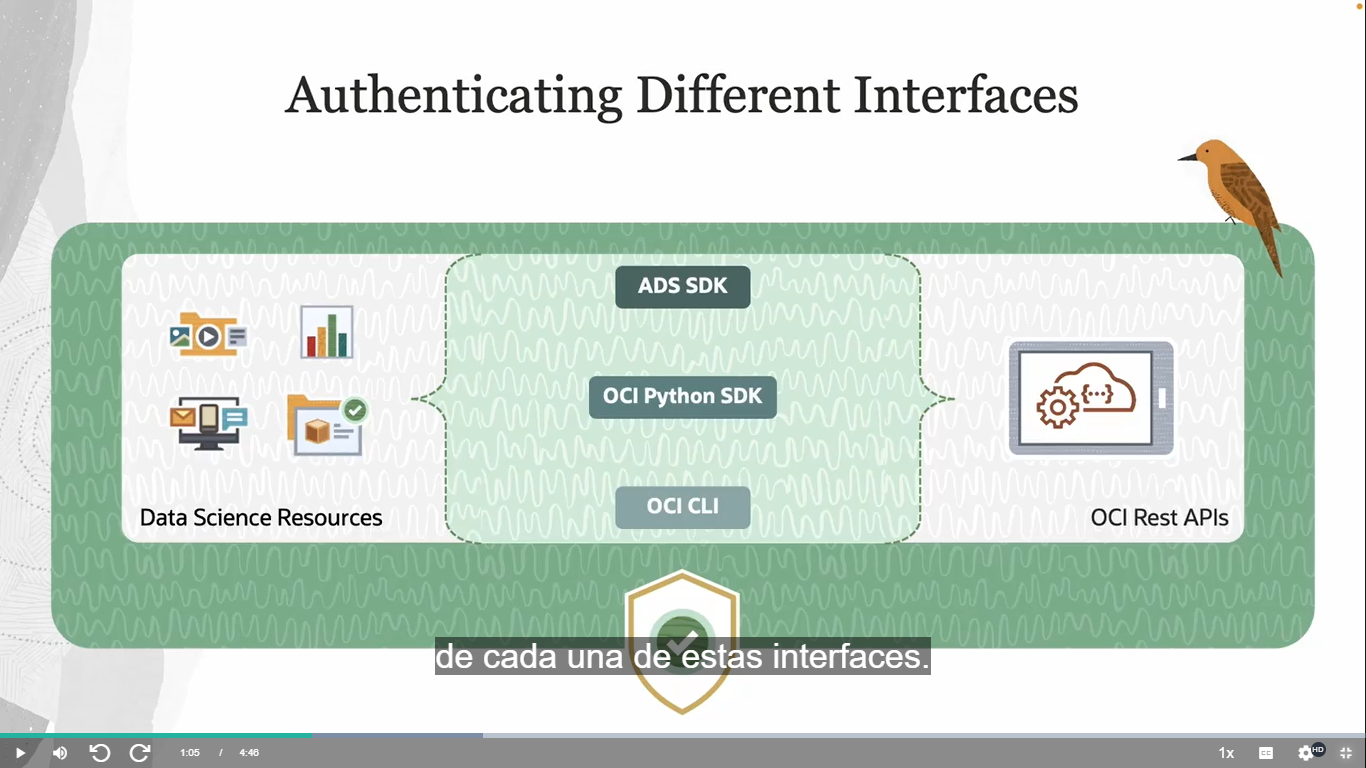 Authenticating Different Interfaces
ADS SDK
OCI Python SDK
OCI CLI
Data Science Resources
OCI Rest APIs
de cada una de estas interfaces.
1:05 / 4:46
1x
CC
HD